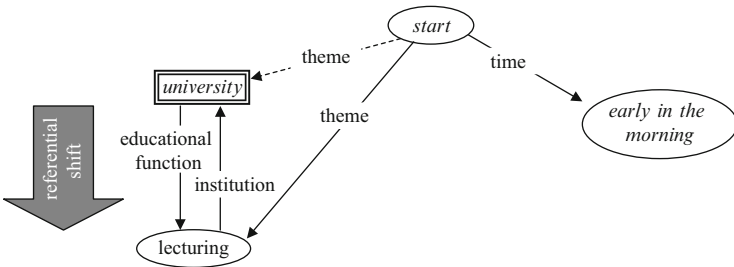 start
theme
time
university
theme
early in the
morning
educational
function
institution
referential
shift
lecturing